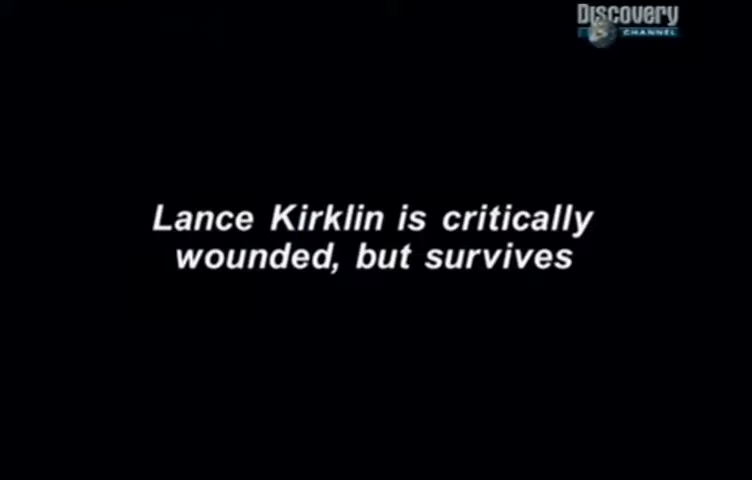 Discovery
CHANNEL
Lance Kirklin is critically
wounded, but survives